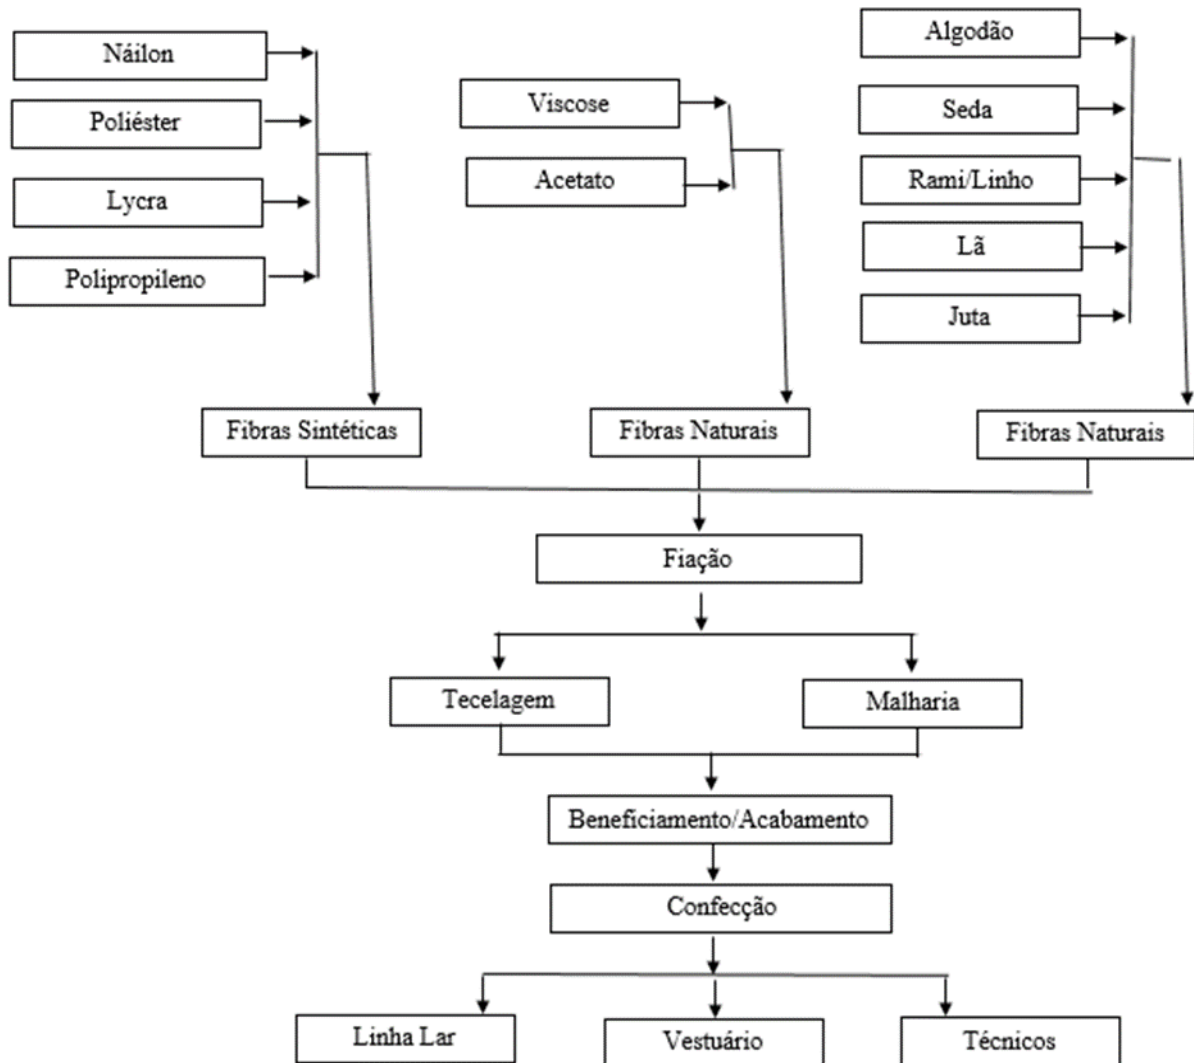 Náilon
Poliéster
Lycra
Polipropileno
Viscose
Acetato
Algodão
Seda
Rami/Linho
Lã
Juta
Fibras Sintéticas
Fibras Naturais
Fibras Naturais
Fiação
Tecelagem
Malharia
Beneficiamento/Acabamento
Confecção
Linha Lar
Vestuário
Técnicos